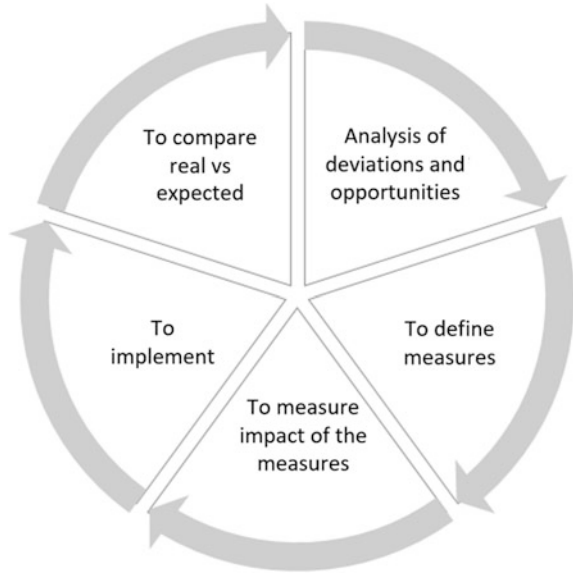 To compare
real vs
expected
Analysis of
deviations and
opportunities
To define
measures
To measure
impact of the
measures
To
implement